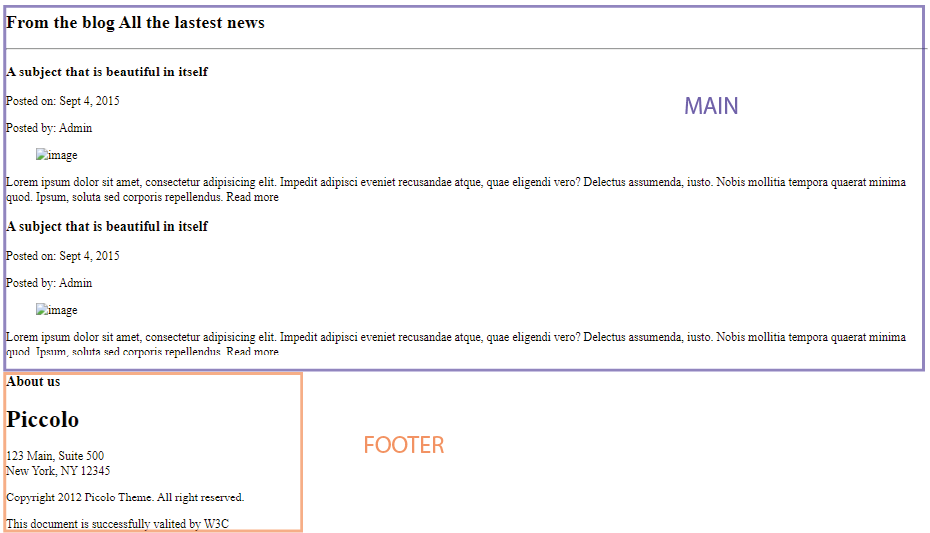 From the blog All the lastest news
A subject that is beautiful in itself
Posted on: Sept 4, 2015
MAIN
Posted by: Admin
image
Lorem ipsum dolor sit amet, consectetur adipisicing elit. Impedit adipisci eveniet recusandae atque, quae eligendi vero? Delectus assumenda, iusto. Nobis mollitia tempora quaerat minima
quod. Ipsum, soluta sed corporis repellendus. Read more
A subject that is beautiful in itself
Posted on: Sept 4, 2015
Posted by: Admin
image
Lorem ipsum dolor sit amet, consectetur adipisicing elit. Impedit adipisci eveniet recusandae atque, quae eligendi vero? Delectus assumenda, iusto. Nobis mollitia tempora quaerat minima
quod. Ipsum, soluta sed corporis repellendus. Read more
About us
Piccolo
FOOTER
123 Main, Suite 500
New York, NY 12345
Copyright 2012 Picolo Theme. All right reserved.
This document is successfully valited by W3C